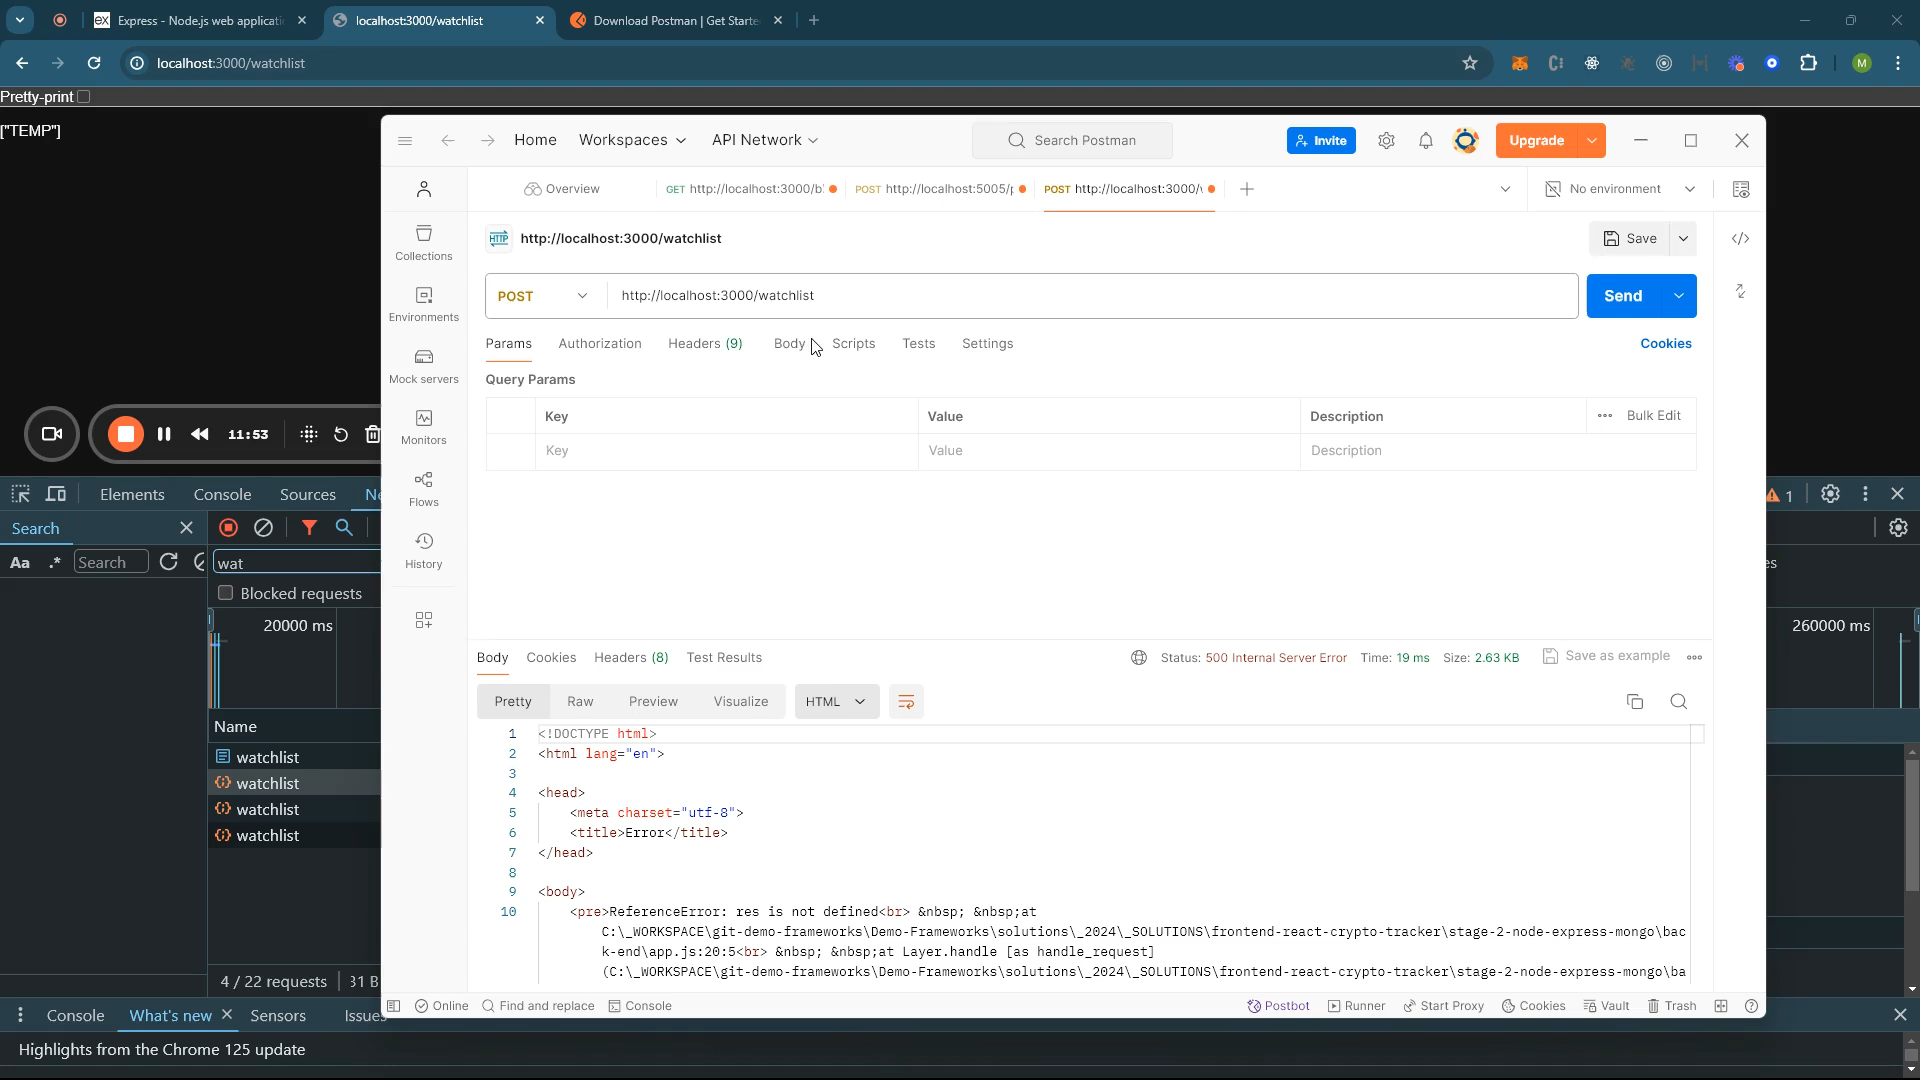 Express - Node.js web applicati
localhost:3000/watchlist
Download Postman | Get Starte
localhost:3000/watchlist
M
Pretty-print
["TEMP"]
Home
Workspaces
API Network
Search Postman
Invite
Upgrade
Overview
GET http://localhost:3000/b
POST http://localhost:5005/p
POST http://localhost:3000/
No environment
HTTP http://localhost:3000/watchlist
Save
Collections
POST
http://localhost:3000/watchlist
Send
Environments
Params
Authorization
Headers (9)
Body
Scripts
Tests
Settings
Cookies
Mock servers
Query Params
Key
Value
Description
Bulk Edit
Key
Value
Description
11:53
Monitors
Flows
History
Elements
Console
Sources
Ne
1
Search
Aa
.*
Search
wat
es
Blocked requests
20000 ms
260000 ms
Name
watchlist
watchlist
watchlist
watchlist
4 / 22 requests
31 B
Body
Cookies
Headers (8)
Test Results
Status: 500 Internal Server Error
Time: 19 ms
Size: 2.63 KB
Save as example
Pretty
Raw
Preview
Visualize
HTML
1 <!DOCTYPE html>
2 <html lang="en">
3
4 <head>
5 <meta charset="utf-8">
6 <title>Error</title>
7 </head>
8
9 <body>
10 <pre>ReferenceError: res is not defined<br> &nbsp; &nbsp;at
C:\_WORKSPACE\git-demo-frameworks\Demo-Frameworks\solutions\_2024\_SOLUTIONS\frontend-react-crypto-tracker\stage-2-node-express-mongo\bac
k-end\app.js:20:5<br> &nbsp; &nbsp;at Layer.handle [as handle_request]
(C:\_WORKSPACE\git-demo-frameworks\Demo-Frameworks\solutions\_2024\_SOLUTIONS\frontend-react-crypto-tracker\stage-2-node-express-mongo\ba
Online
Find and replace
Console
Postbot
Runner
Start Proxy
Cookies
Vault
Trash
Console
What's new
Sensors
Issues
Highlights from the Chrome 125 update